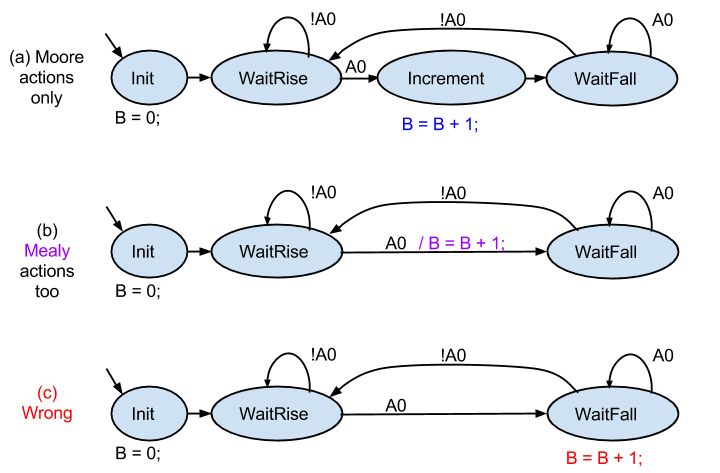 !A0
!A0
A0
(a) Moore
actions
only
Init
WaitRise
A0
Increment
WaitFall
B = 0;
B = B + 1;
!A0
!A0
A0
(b)
Mealy
actions
too
Init
WaitRise
A0 / B = B + 1;
WaitFall
B = 0;
!A0
!A0
A0
(c)
Wrong
Init
WaitRise
A0
WaitFall
B = 0;
B = B + 1;